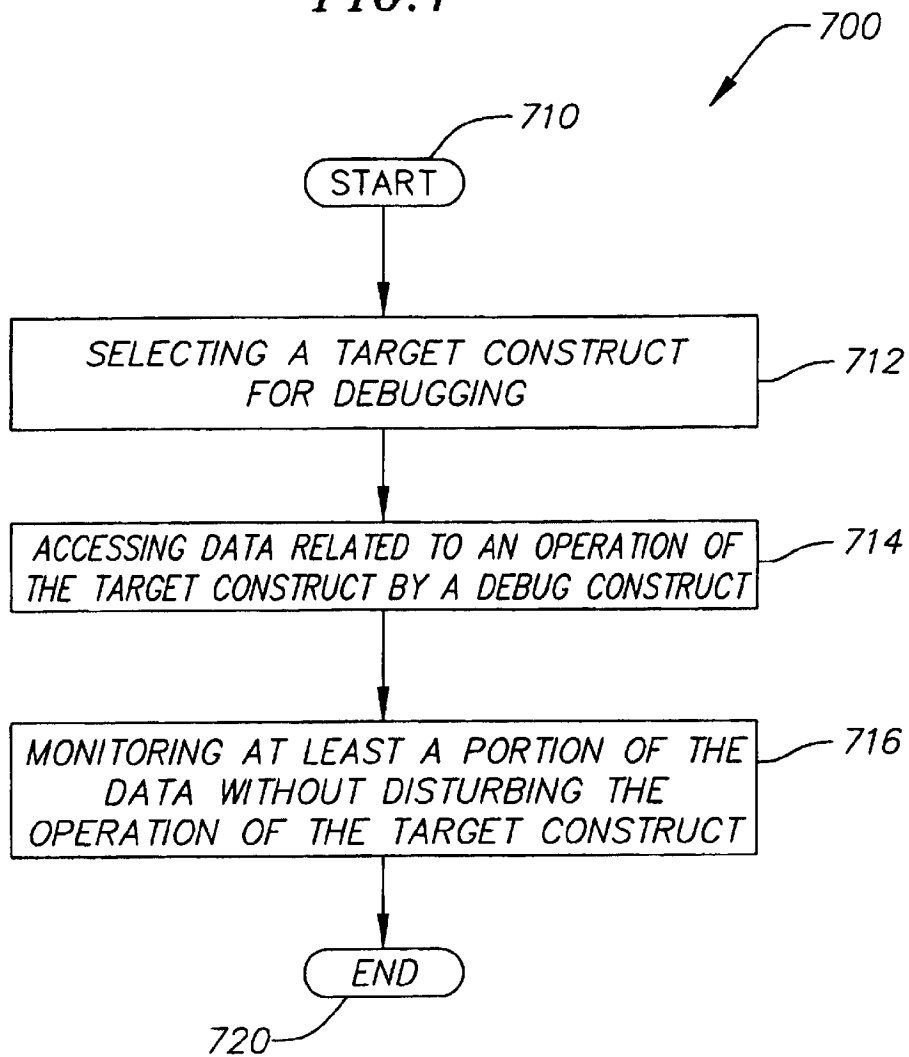 700
710
START
SELECTING A TARGET CONSTRUCT
FOR DEBUGGING
712
ACCESSING DATA RELATED TO AN OPERATION OF
THE TARGET CONSTRUCT BY A DEBUG CONSTRUCT
714
MONITORING AT LEAST A PORTION OF THE
DATA WITHOUT DISTURBING THE
OPERATION OF THE TARGET CONSTRUCT
716
END
720